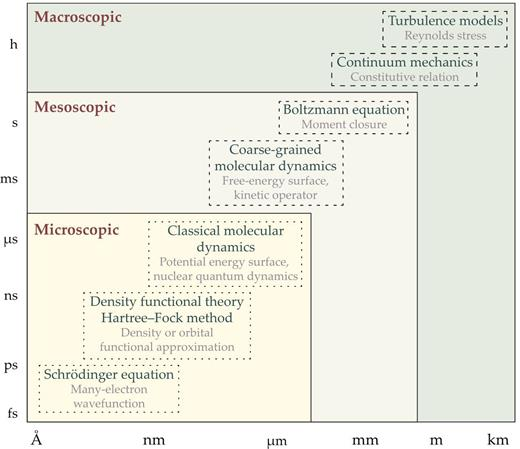 Macroscopic
Turbulence models
Reynolds stress
h
Continuum mechanics
Constitutive relation
Mesoscopic
Boltzmann equation
Moment closure
s
Coarse-grained
molecular dynamics
Free-energy surface,
kinetic operator
ms
Microscopic
Classical molecular
dynamics
Potential energy surface,
nuclear quantum dynamics
μs
Density functional theory
Hartree–Fock method
Density or orbital
functional approximation
ns
Schrödinger equation
Many-electron
wavefunction
ps
fs
Å nm μm mm m km